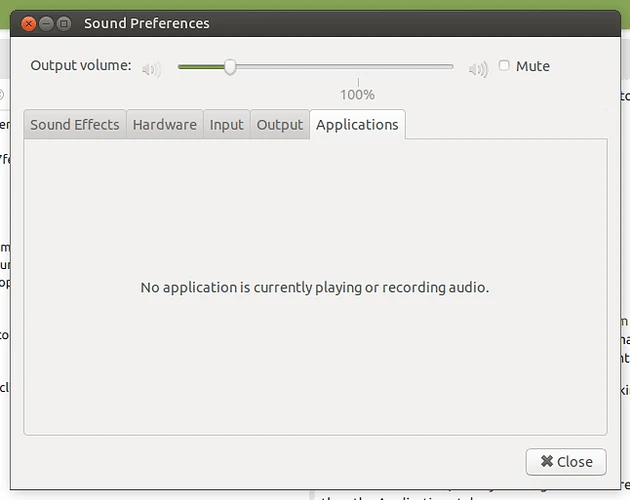 Sound Preferences
Output volume:
Mute
100%
Sound Effects Hardware Input Output Applications
No application is currently playing or recording audio.
Close